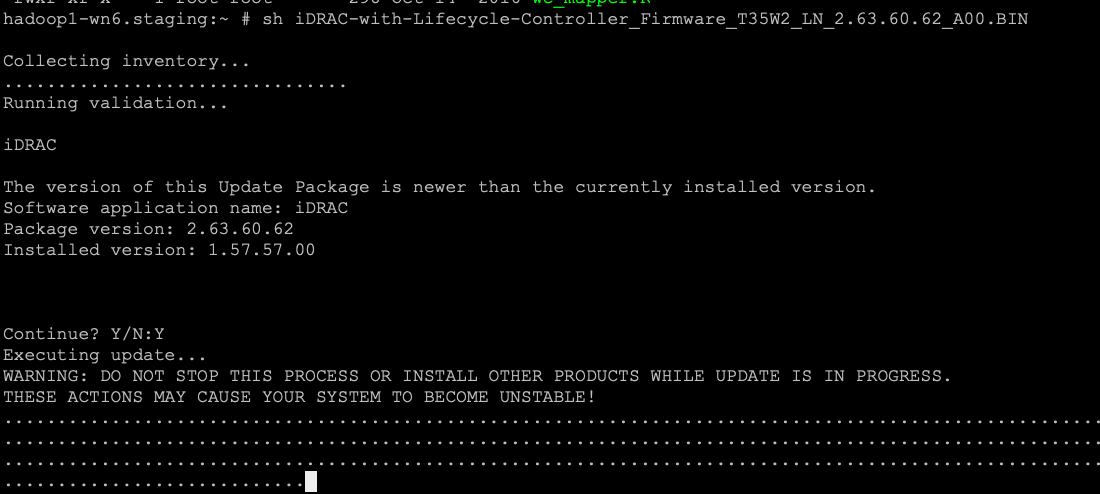 hadoop1-wn6.staging:~ # sh iDRAC-with-Lifecycle-Controller_Firmware_T35W2_LN_2.63.60.62_A00.BIN
Collecting inventory...
................................
Running validation...
iDRAC
The version of this Update Package is newer than the currently installed version.
Software application name: iDRAC
Package version: 2.63.60.62
Installed version: 1.57.57.00
Continue? Y/N:Y
Executing update...
WARNING: DO NOT STOP THIS PROCESS OR INSTALL OTHER PRODUCTS WHILE UPDATE IS IN PROGRESS.
THESE ACTIONS MAY CAUSE YOUR SYSTEM TO BECOME UNSTABLE!
.......................................................................................................
.......................................................................................................
.......................................................................................................
............................